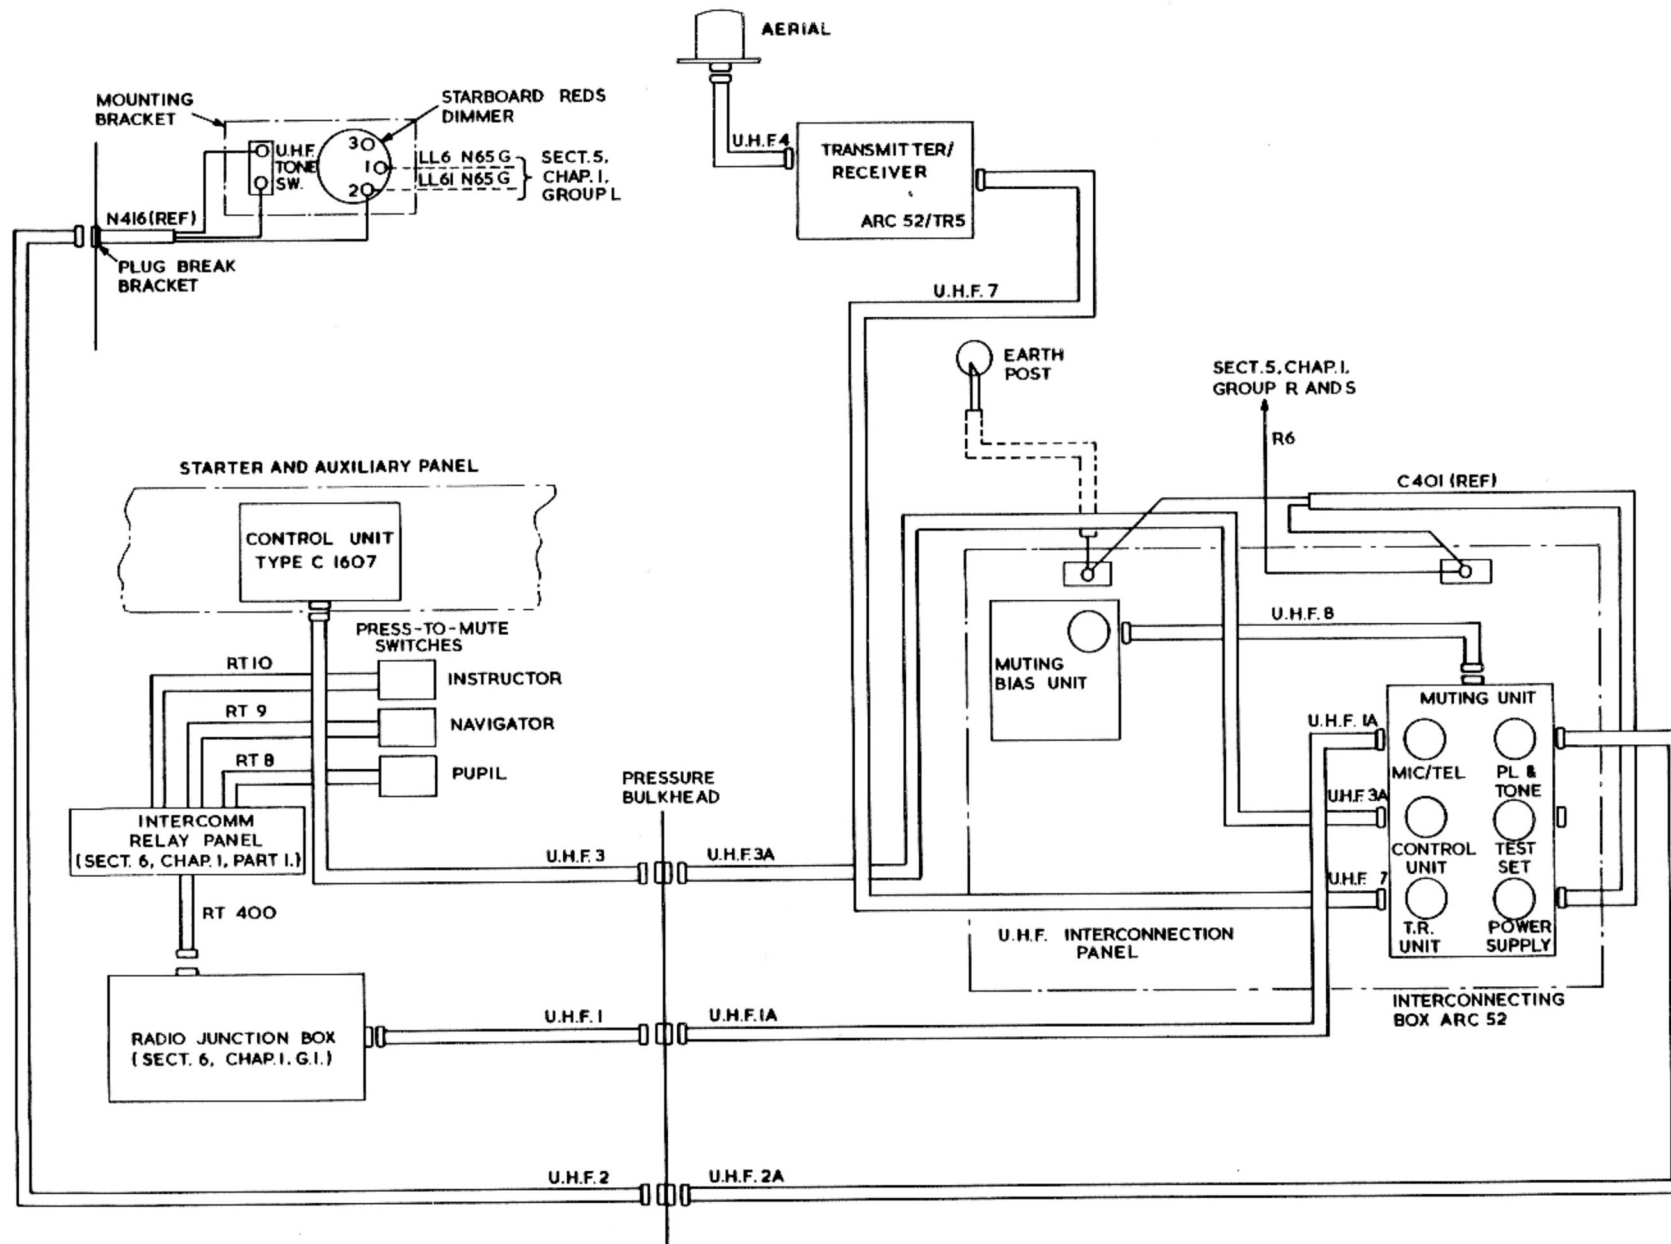 AERIAL
MOUNTING
BRACKET
STARBOARD REDS
DIMMER
U.H.F.
TONE
SW.
3
1
2
LL6 N65G
LL61 N65G
SECT.5,
CHAP.1,
GROUP L
N416(REF)
PLUG BREAK
BRACKET
U.H.F.4
TRANSMITTER/
RECEIVER
ARC 52/TR5
U.H.F. 7
EARTH
POST
SECT.5,CHAP.1,
GROUP R AND S
R6
C401 (REF)
STARTER AND AUXILIARY PANEL
CONTROL UNIT
TYPE C 1607
PRESS-TO-MUTE
SWITCHES
RT10
INSTRUCTOR
RT 9
NAVIGATOR
RT 8
PUPIL
INTERCOMM
RELAY PANEL
(SECT. 6, CHAP. 1, PART 1.)
RT 400
RADIO JUNCTION BOX
(SECT. 6, CHAP.1. G.1.)
PRESSURE
BULKHEAD
U.H.F. 3
U.H.F.3A
U.H.F. 1
U.H.F.1A
U.H.F.2
U.H.F. 2A
MUTING
BIAS UNIT
U.H.F. 8
MUTING UNIT
U.H.F. 1A
MIC/TEL
PL &
TONE
U.H.F. 3A
CONTROL
UNIT
TEST
SET
U.H.F. 7
T.R.
UNIT
POWER
SUPPLY
U.H.F. INTERCONNECTION
PANEL
INTERCONNECTING
BOX ARC 52